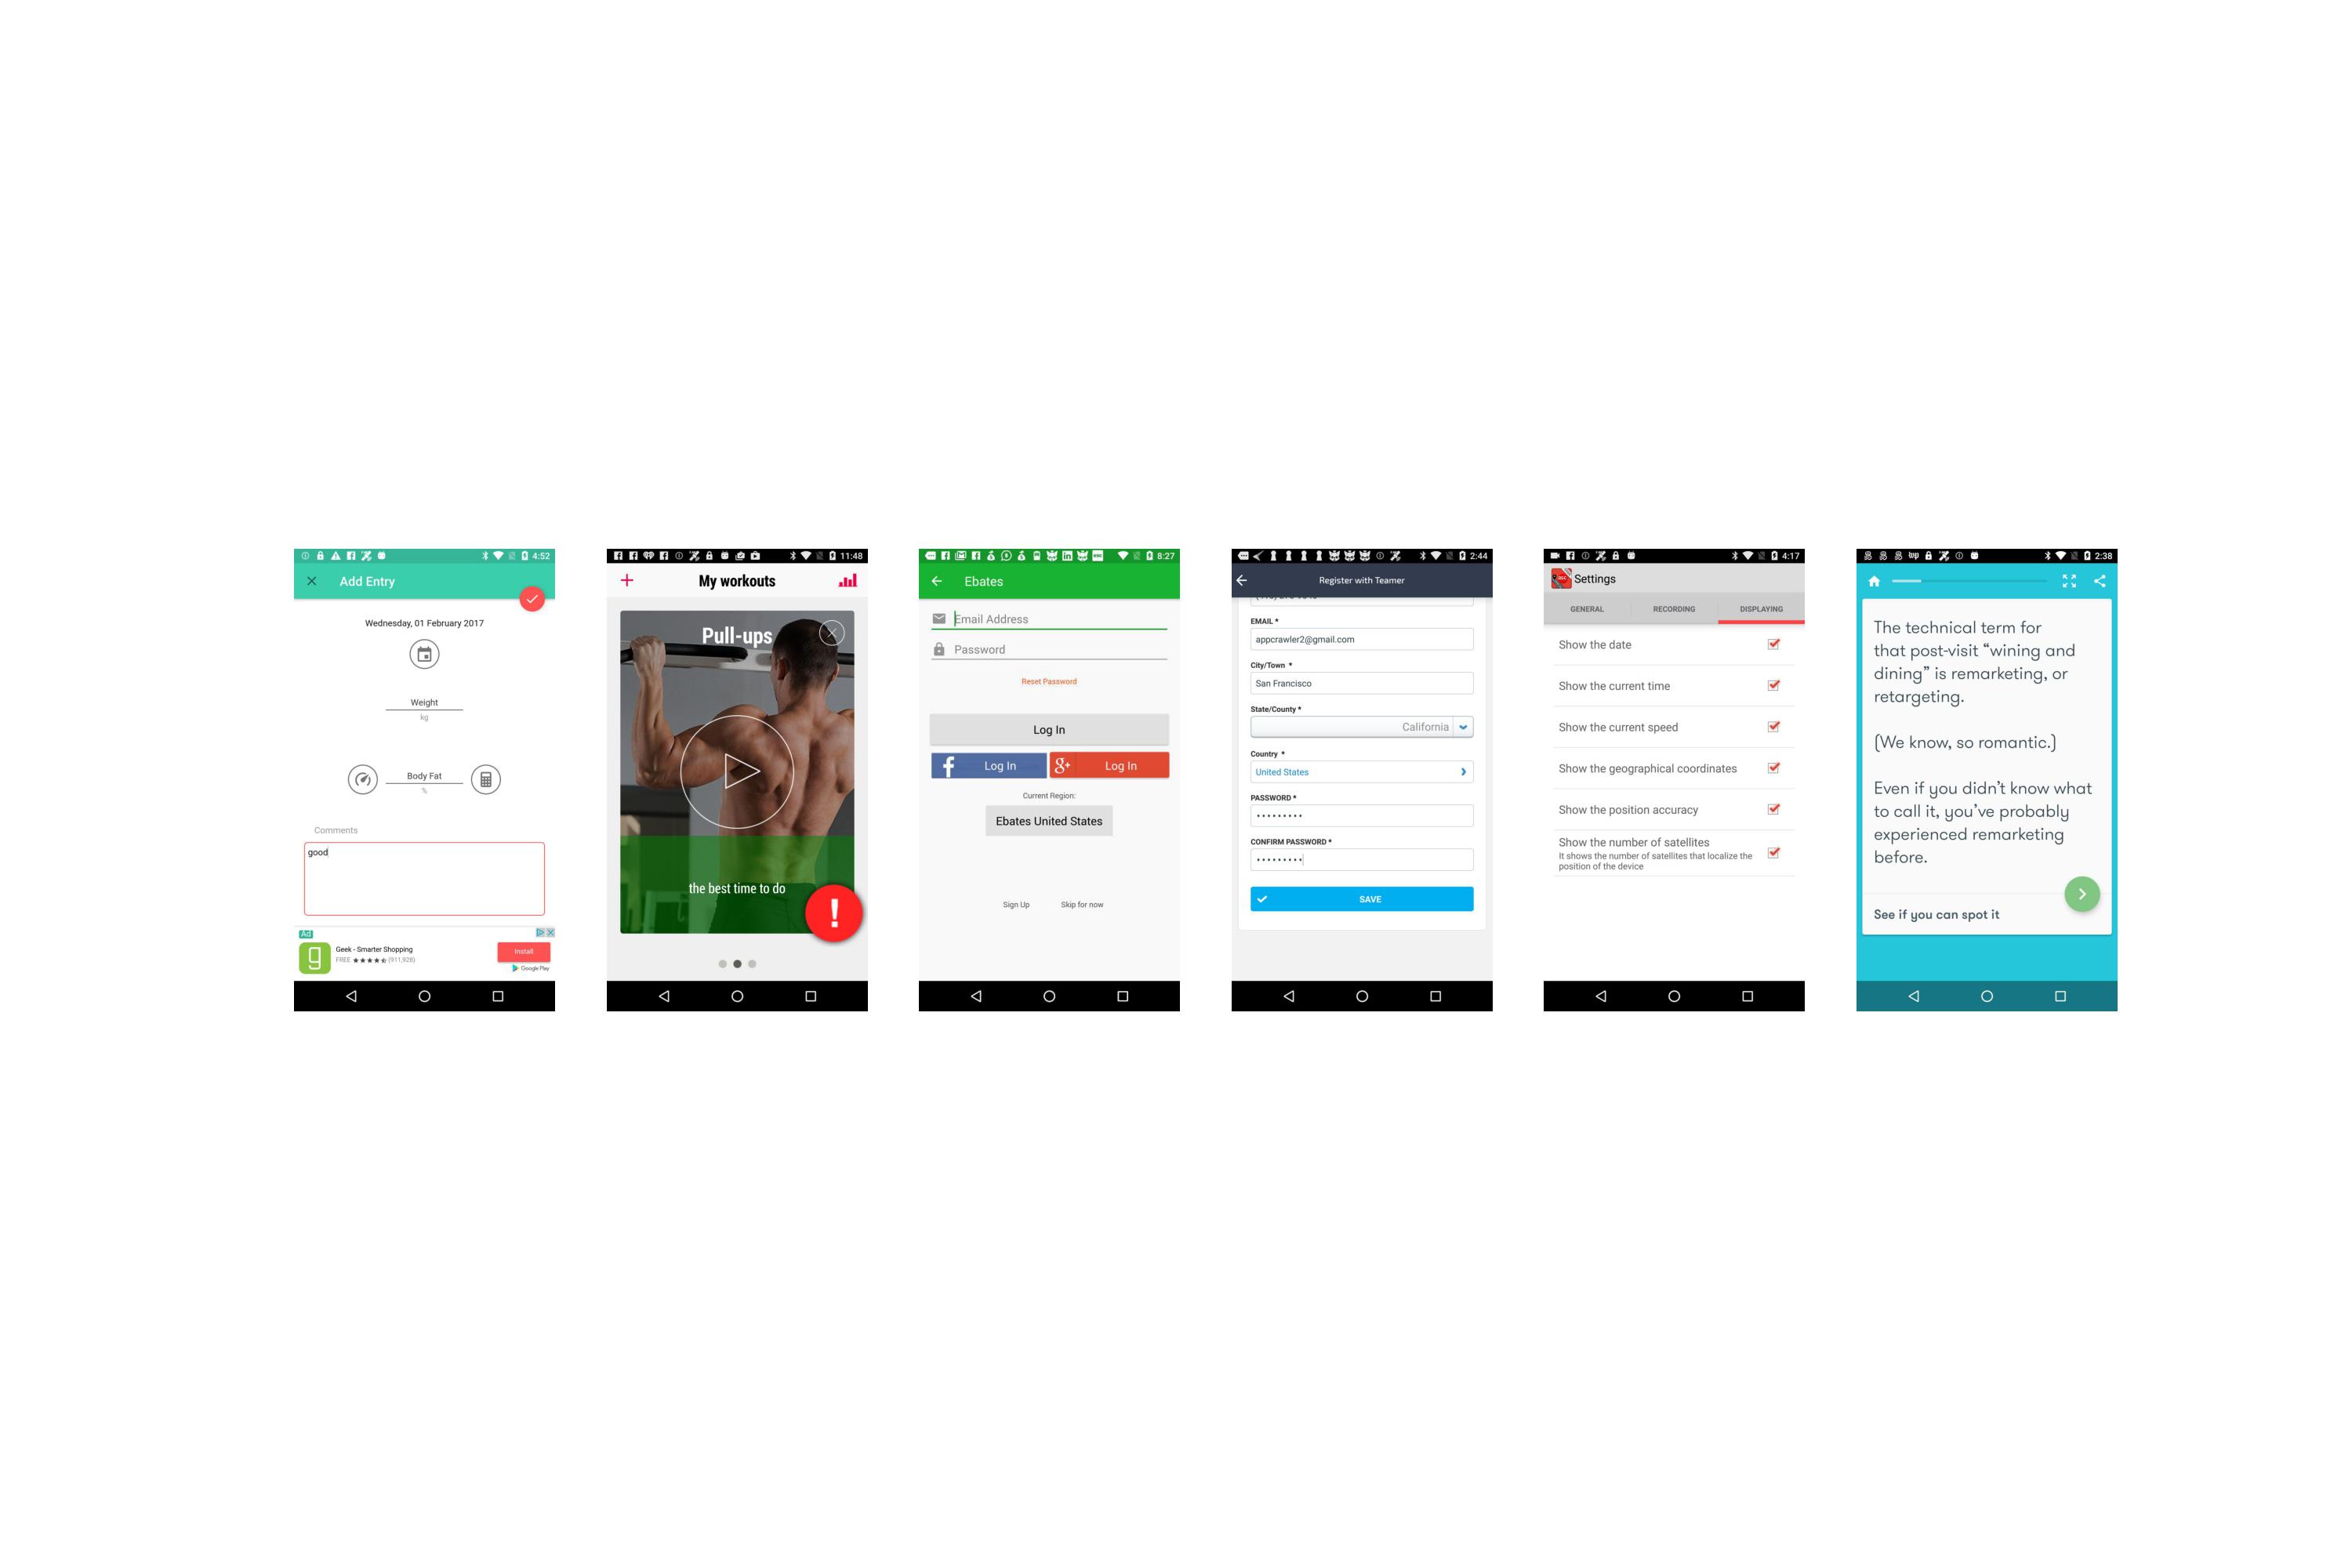 4:52
Add Entry
Wednesday, 01 February 2017
Weight
kg
Body Fat
%
Comments
good
Ad
Geek - Smarter Shopping
FREE ★★★★ (911,928)
Install
Google Play
11:48
My workouts
Pull-ups
the best time to do
!
8:27
Ebates
Email Address
Password
Reset Password
Log In
f Log In
g+ Log In
Current Region:
Ebates United States
Sign Up Skip for now
2:44
Register with Teamer
EMAIL *
appcrawler2@gmail.com
City/Town *
San Francisco
State/County *
California
Country *
United States
PASSWORD *
CONFIRM PASSWORD *
SAVE
4:17
Settings
GENERAL RECORDING DISPLAYING
Show the date
Show the current time
Show the current speed
Show the geographical coordinates
Show the position accuracy
Show the number of satellites
It shows the number of satellites that localize the
position of the device
2:38
The technical term for
that post-visit “wining and
dining” is remarketing, or
retargeting.
(We know, so romantic.)
Even if you didn’t know what
to call it, you’ve probably
experienced remarketing
before.
See if you can spot it